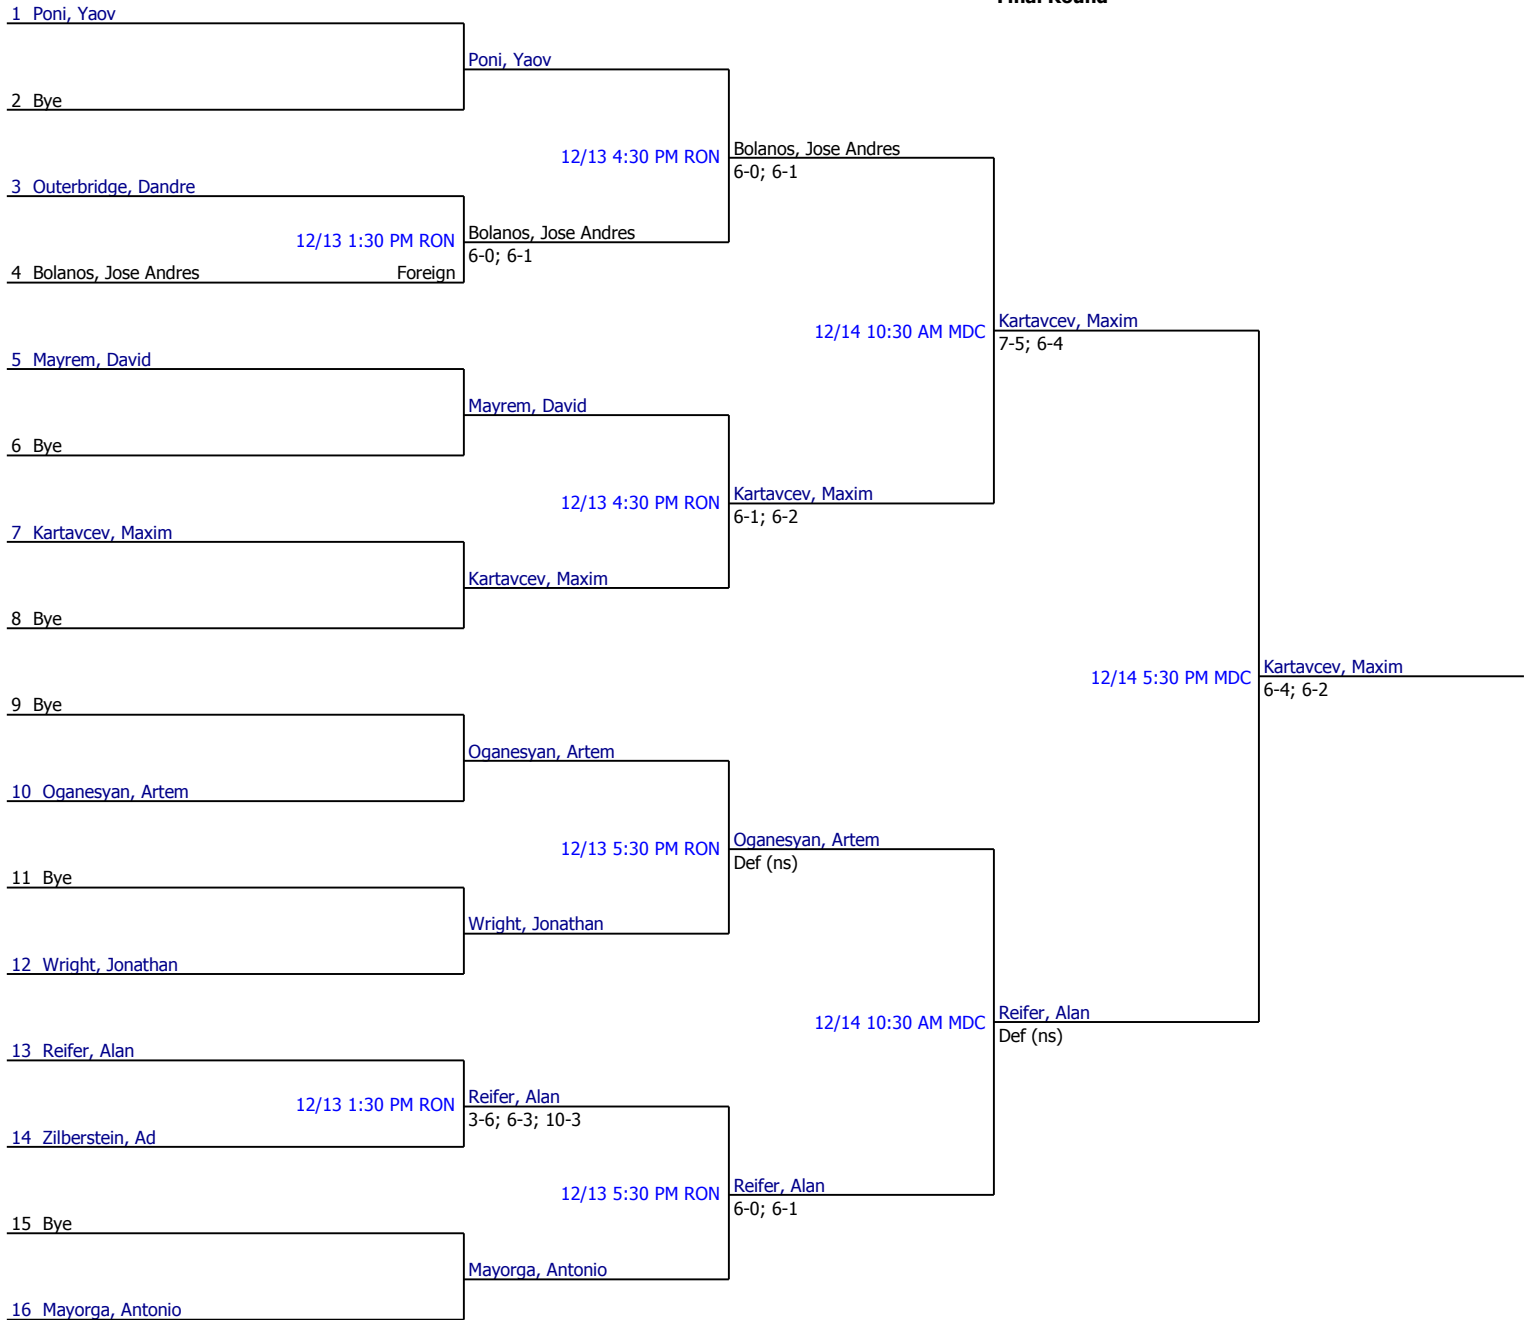 Final Round
1 Poni, Yaov
Poni, Yaov
2 Bye
12/13 4:30 PM RON
Bolanos, Jose Andres
6-0; 6-1
3 Outerbridge, Dandre
12/13 1:30 PM RON
Bolanos, Jose Andres
6-0; 6-1
4 Bolanos, Jose Andres Foreign
12/14 10:30 AM MDC
Kartavcev, Maxim
7-5; 6-4
5 Mayrem, David
Mayrem, David
6 Bye
12/13 4:30 PM RON
Kartavcev, Maxim
6-1; 6-2
7 Kartavcev, Maxim
Kartavcev, Maxim
8 Bye
12/14 5:30 PM MDC
Kartavcev, Maxim
6-4; 6-2
9 Bye
Oganesyan, Artem
10 Oganesyan, Artem
12/13 5:30 PM RON
Oganesyan, Artem
Def (ns)
11 Bye
Wright, Jonathan
12 Wright, Jonathan
12/14 10:30 AM MDC
Reifer, Alan
Def (ns)
13 Reifer, Alan
12/13 1:30 PM RON
Reifer, Alan
3-6; 6-3; 10-3
14 Zilberstein, Ad
12/13 5:30 PM RON
Reifer, Alan
6-0; 6-1
15 Bye
Mayorga, Antonio
16 Mayorga, Antonio